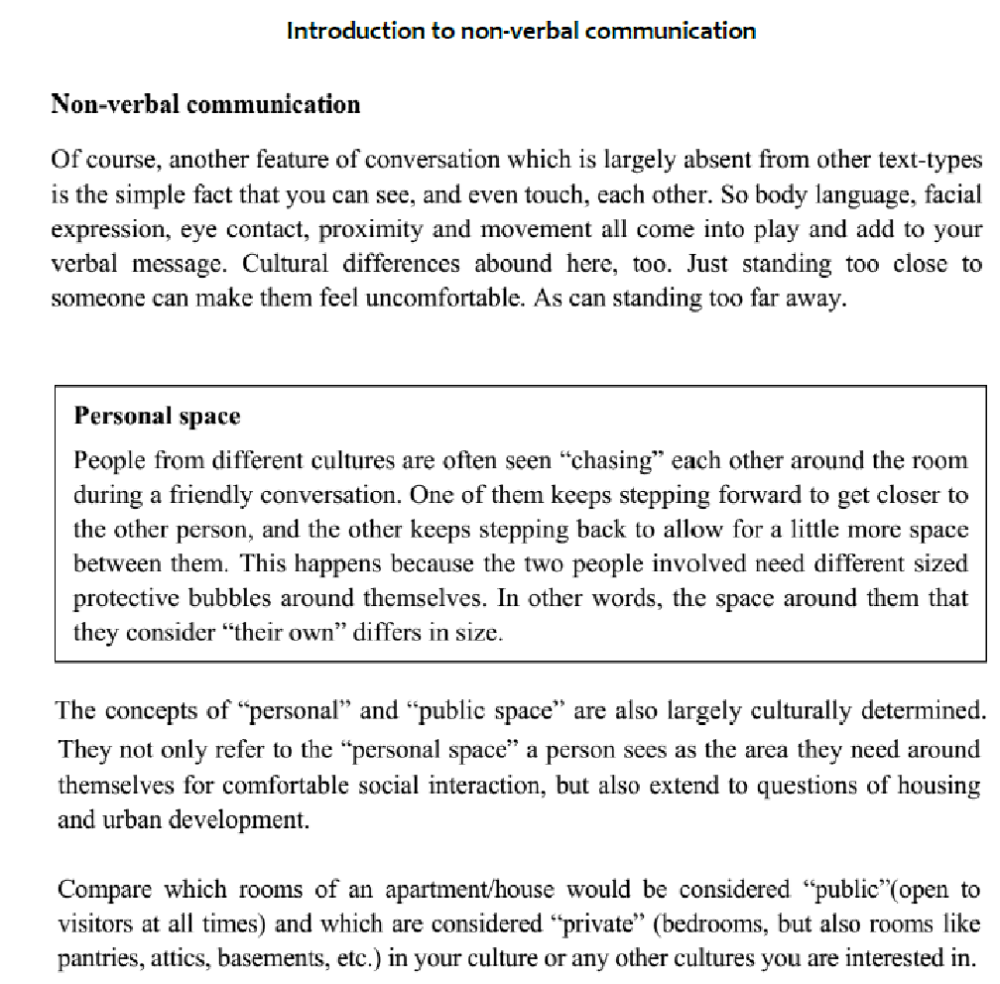 Introduction to non-verbal communication
Non-verbal communication
Of course, another feature of conversation which is largely absent from other text-types
is the simple fact that you can see, and even touch, each other. So body language, facial
expression, eye contact, proximity and movement all come into play and add to your
verbal message. Cultural differences abound here, too. Just standing too close to
someone can make them feel uncomfortable. As can standing too far away.
Personal space
People from different cultures are often seen “chasing” each other around the room
during a friendly conversation. One of them keeps stepping forward to get closer to
the other person, and the other keeps stepping back to allow for a little more space
between them. This happens because the two people involved need different sized
protective bubbles around themselves. In other words, the space around them that
they consider “their own” differs in size.
The concepts of “personal” and “public space” are also largely culturally determined.
They not only refer to the “personal space” a person sees as the area they need around
themselves for comfortable social interaction, but also extend to questions of housing
and urban development.
Compare which rooms of an apartment/house would be considered “public”(open to
visitors at all times) and which are considered “private” (bedrooms, but also rooms like
pantries, attics, basements, etc.) in your culture or any other cultures you are interested in.